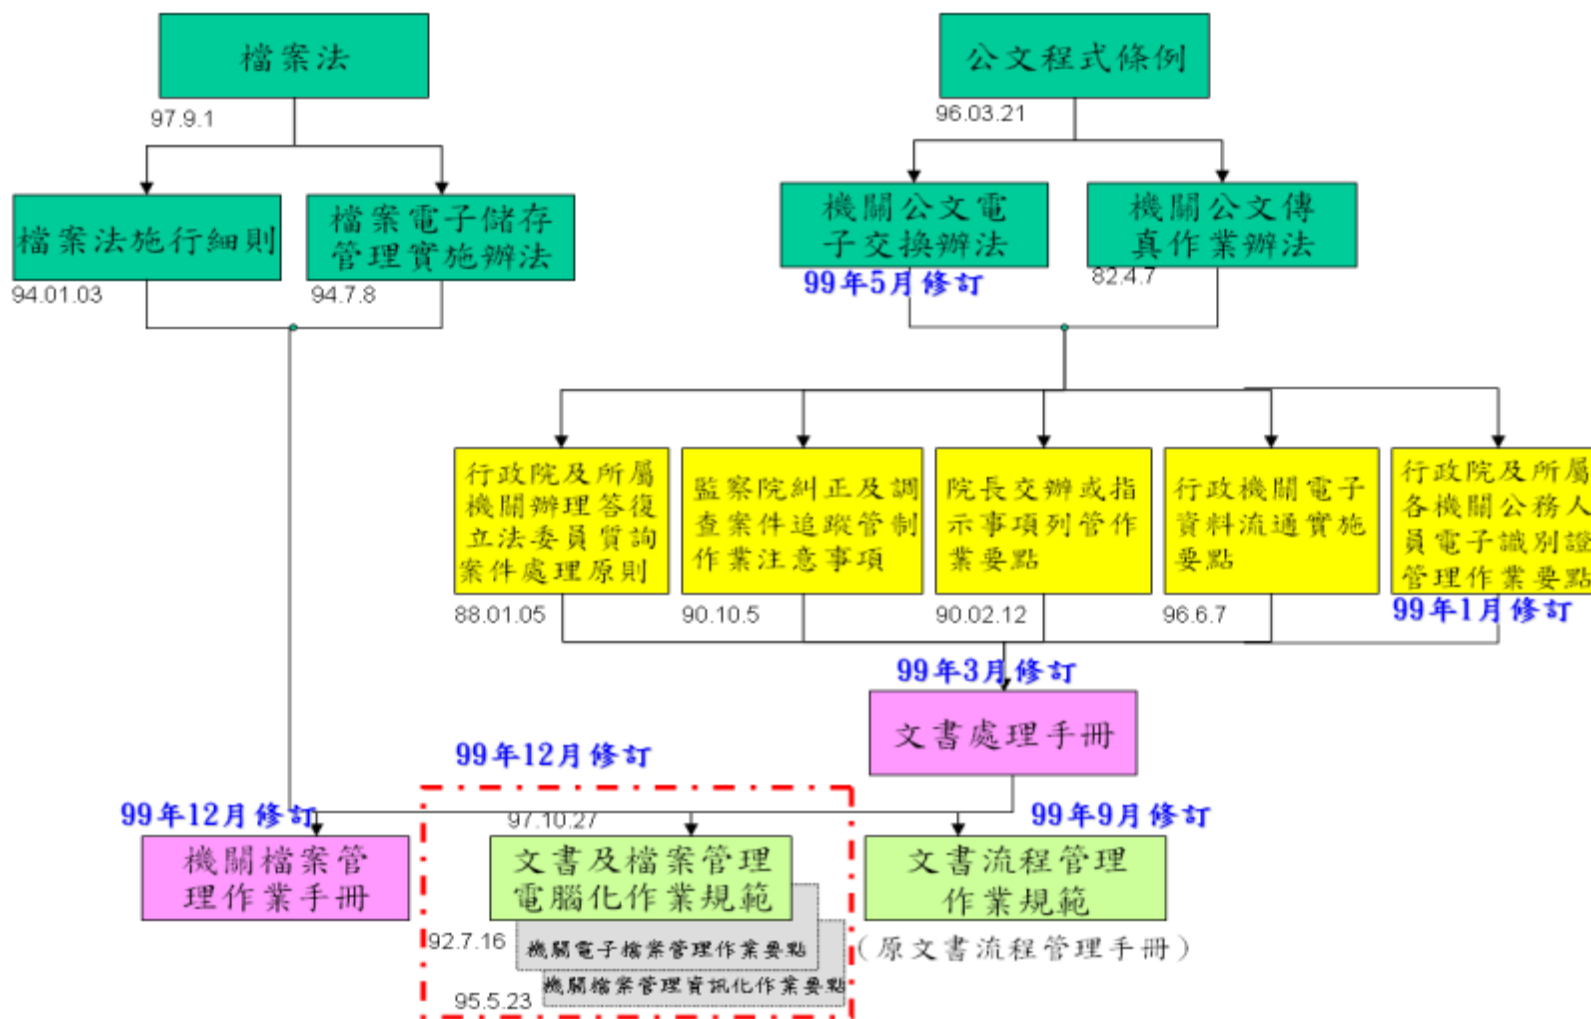 檔案法
97.9.1
公文程式條例
96.03.21
檔案法施行細則
94.01.03
檔案電子儲存
管理實施辦法
94.7.8
機關公文電
子交換辦法
99年5月修訂
機關公文傳
真作業辦法
82.4.7
行政院及所屬
機關辦理答復
立法委員質詢
案件處理原則
88.01.05
監察院糾正及調
查案件追蹤管制
作業注意事項
90.10.5
院長交辦或指
示事項列管作
業要點
90.02.12
行政機關電子
資料流通實施
要點
96.6.7
行政院及所屬
各機關公務人
員電子識別證
管理作業要點
99年1月修訂
99年3月修訂
文書處理手冊
99年12月修訂
機關檔案管
理作業手冊
99年12月修訂
97.10.27
文書及檔案管理
電腦化作業規範
92.7.16
機關電子檔案管理作業要點
95.5.23
機關檔案管理資訊化作業要點
99年9月修訂
文書流程管理
作業規範
(原文書流程管理手冊)